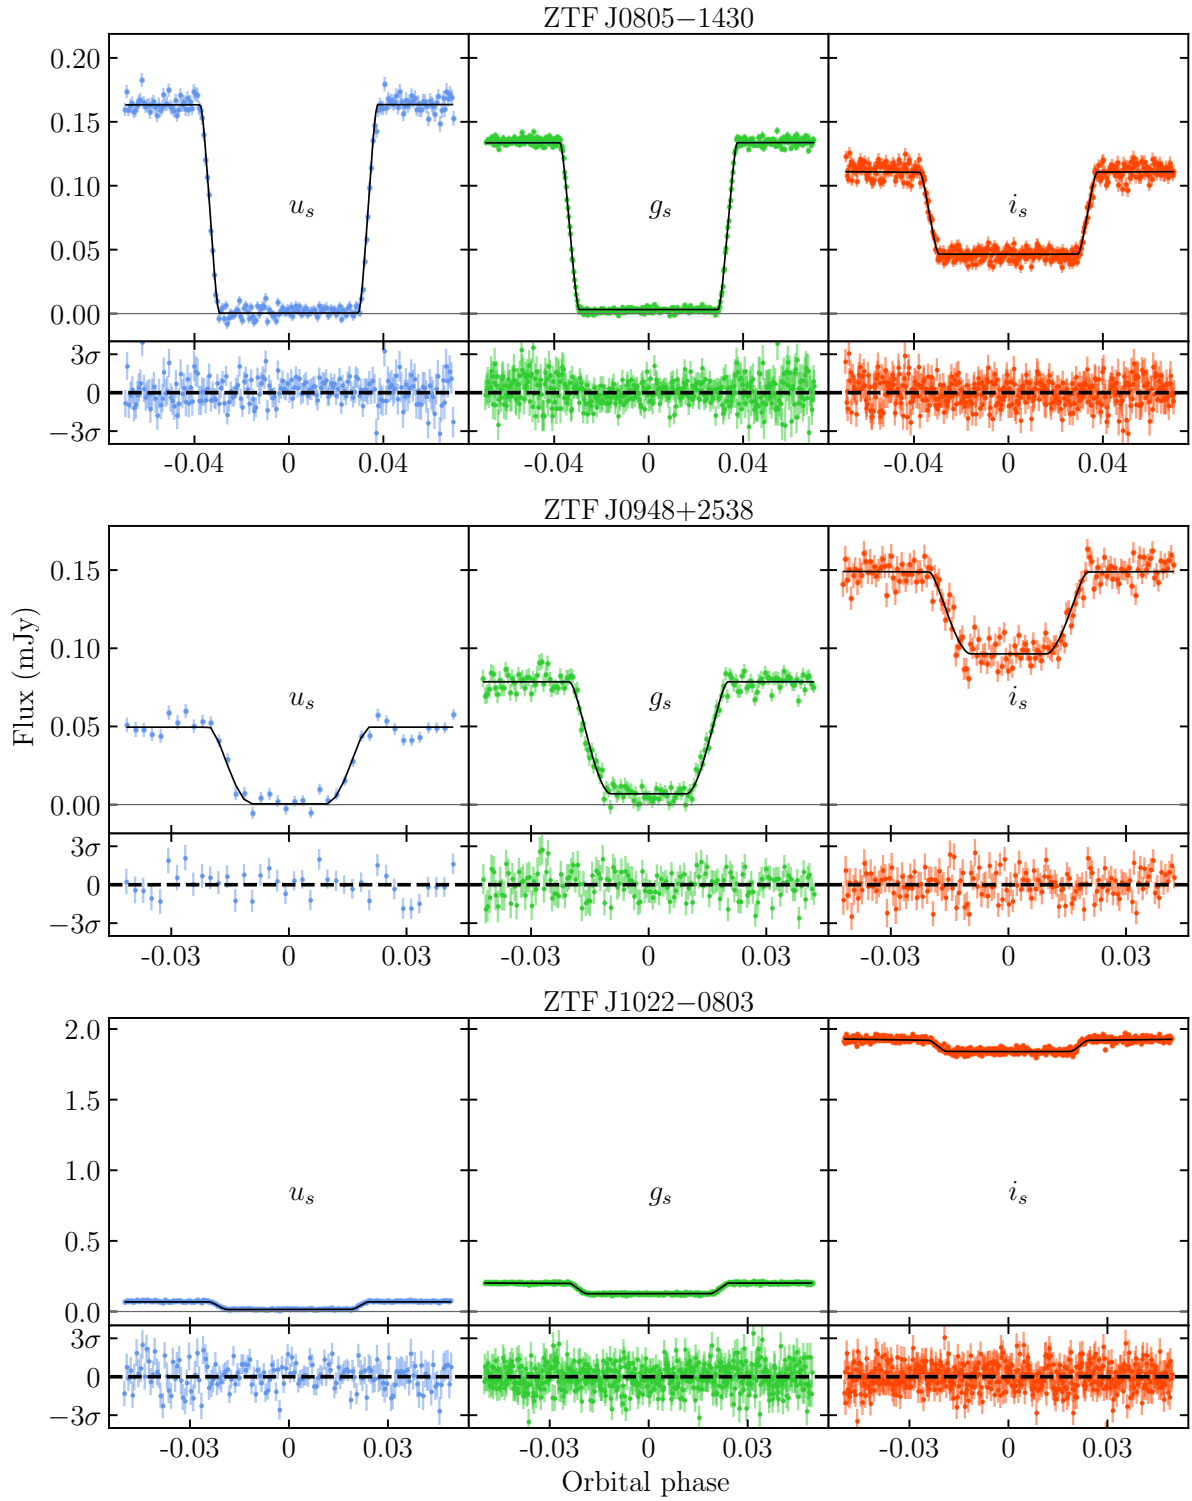 ZTF J0805−1430
0.20
0.15
0.10
0.05
0.00
u_s
g_s
i_s
3σ
0
−3σ
-0.04 0 0.04
-0.04 0 0.04
-0.04 0 0.04
ZTF J0948+2538
0.15
0.10
0.05
0.00
u_s
g_s
i_s
Flux (mJy)
3σ
0
−3σ
-0.03 0 0.03
-0.03 0 0.03
-0.03 0 0.03
ZTF J1022−0803
2.0
1.5
1.0
0.5
0.0
u_s
g_s
i_s
3σ
0
−3σ
-0.03 0 0.03
-0.03 0 0.03
-0.03 0 0.03
Orbital phase